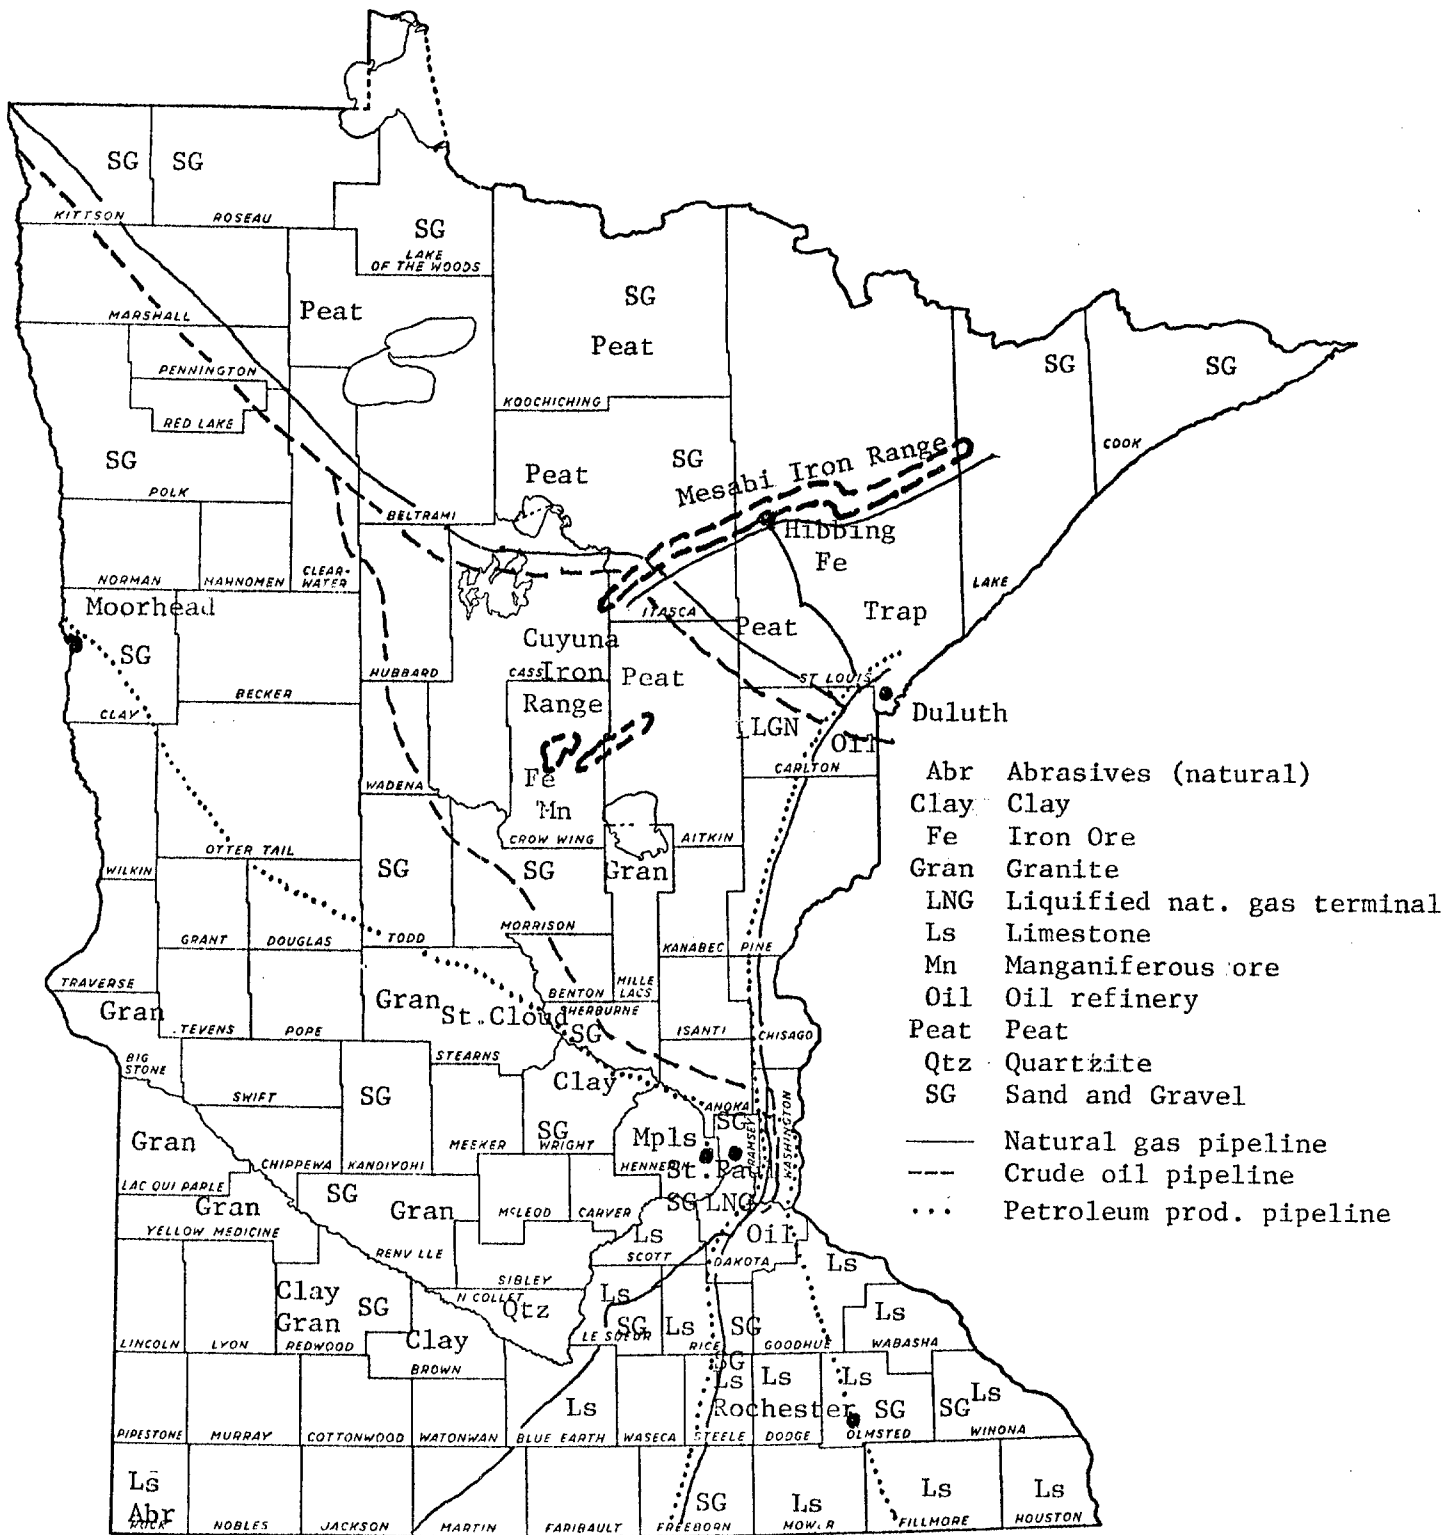 SG
SG
KITTSON
ROSEAU
SG
LAKE
OF THE WOODS
SG
Peat
MARSHALL
Peat
SG
SG
PENNINGTON
KOOCHICHING
RED LAKE
COOK
SG
SG
Mesabi Iron Range
Peat
POLK
BELTRAMI
Hibbing
Fe
NORMAN
MAHNOMEN
CLEAR-
WATER
LAKE
Moorhead
ITASCA
Trap
Peat
Cuyuna
SG
HUBBARD
CASS
Iron
Peat
ST LOUIS
BECKER
Range
CLAY
LGN
Oil
Duluth
CARLTON
WADENA
Fe
Mn
CROW WING
AITKIN
OTTER TAIL
WILKIN
SG
SG
Gran
MORRISON
GRANT
DOUGLAS
TODD
KANABEC
PINE
TRAVERSE
BENTON
MILLE
LACS
Gran
Gran
St. Cloud
SHERBURNE
SG
TEVENS
POPE
ISANTI
CHISAGO
BIG
STONE
STEARNS
Clay
SWIFT
SG
ANOKA
SG
WASHINGTON
RAMSEY
Gran
MEEKER
SG
WRIGHT
Mpls
CHIPPEWA
KANDIYOHI
HENNEPIN
St. Paul
LAC QUI PARLE
SG
Gran
Gran
McLEOD
CARVER
SG
LNG
YELLOW MEDICINE
RENV LLE
Ls
SCOTT
Oil
DAKOTA
Ls
SIBLEY
Clay
Gran
SG
N COLLET
Qtz
Ls
SG
LE SUEUR
Ls
RICE
SG
GOODHUE
Ls
WABASHA
LINCOLN
LYON
REDWOOD
Clay
BROWN
SG
Ls
Ls
Ls
Rochester
SG
SG
Ls
Ls
PIPESTONE
MURRAY
COTTONWOOD
WATONWAN
BLUE EARTH
WASECA
STEELE
DODGE
OLMSTED
WINONA
Ls
Abr
ROCK
NOBLES
JACKSON
MARTIN
FARIBAULT
SG
FREEBORN
Ls
MOWER
Ls
FILLMORE
Ls
HOUSTON
Abr Abrasives (natural)
Clay Clay
Fe Iron Ore
Gran Granite
LNG Liquified nat. gas terminal
Ls Limestone
Mn Manganiferous ore
Oil Oil refinery
Peat Peat
Qtz Quartzite
SG Sand and Gravel
Natural gas pipeline
Crude oil pipeline
Petroleum prod. pipeline